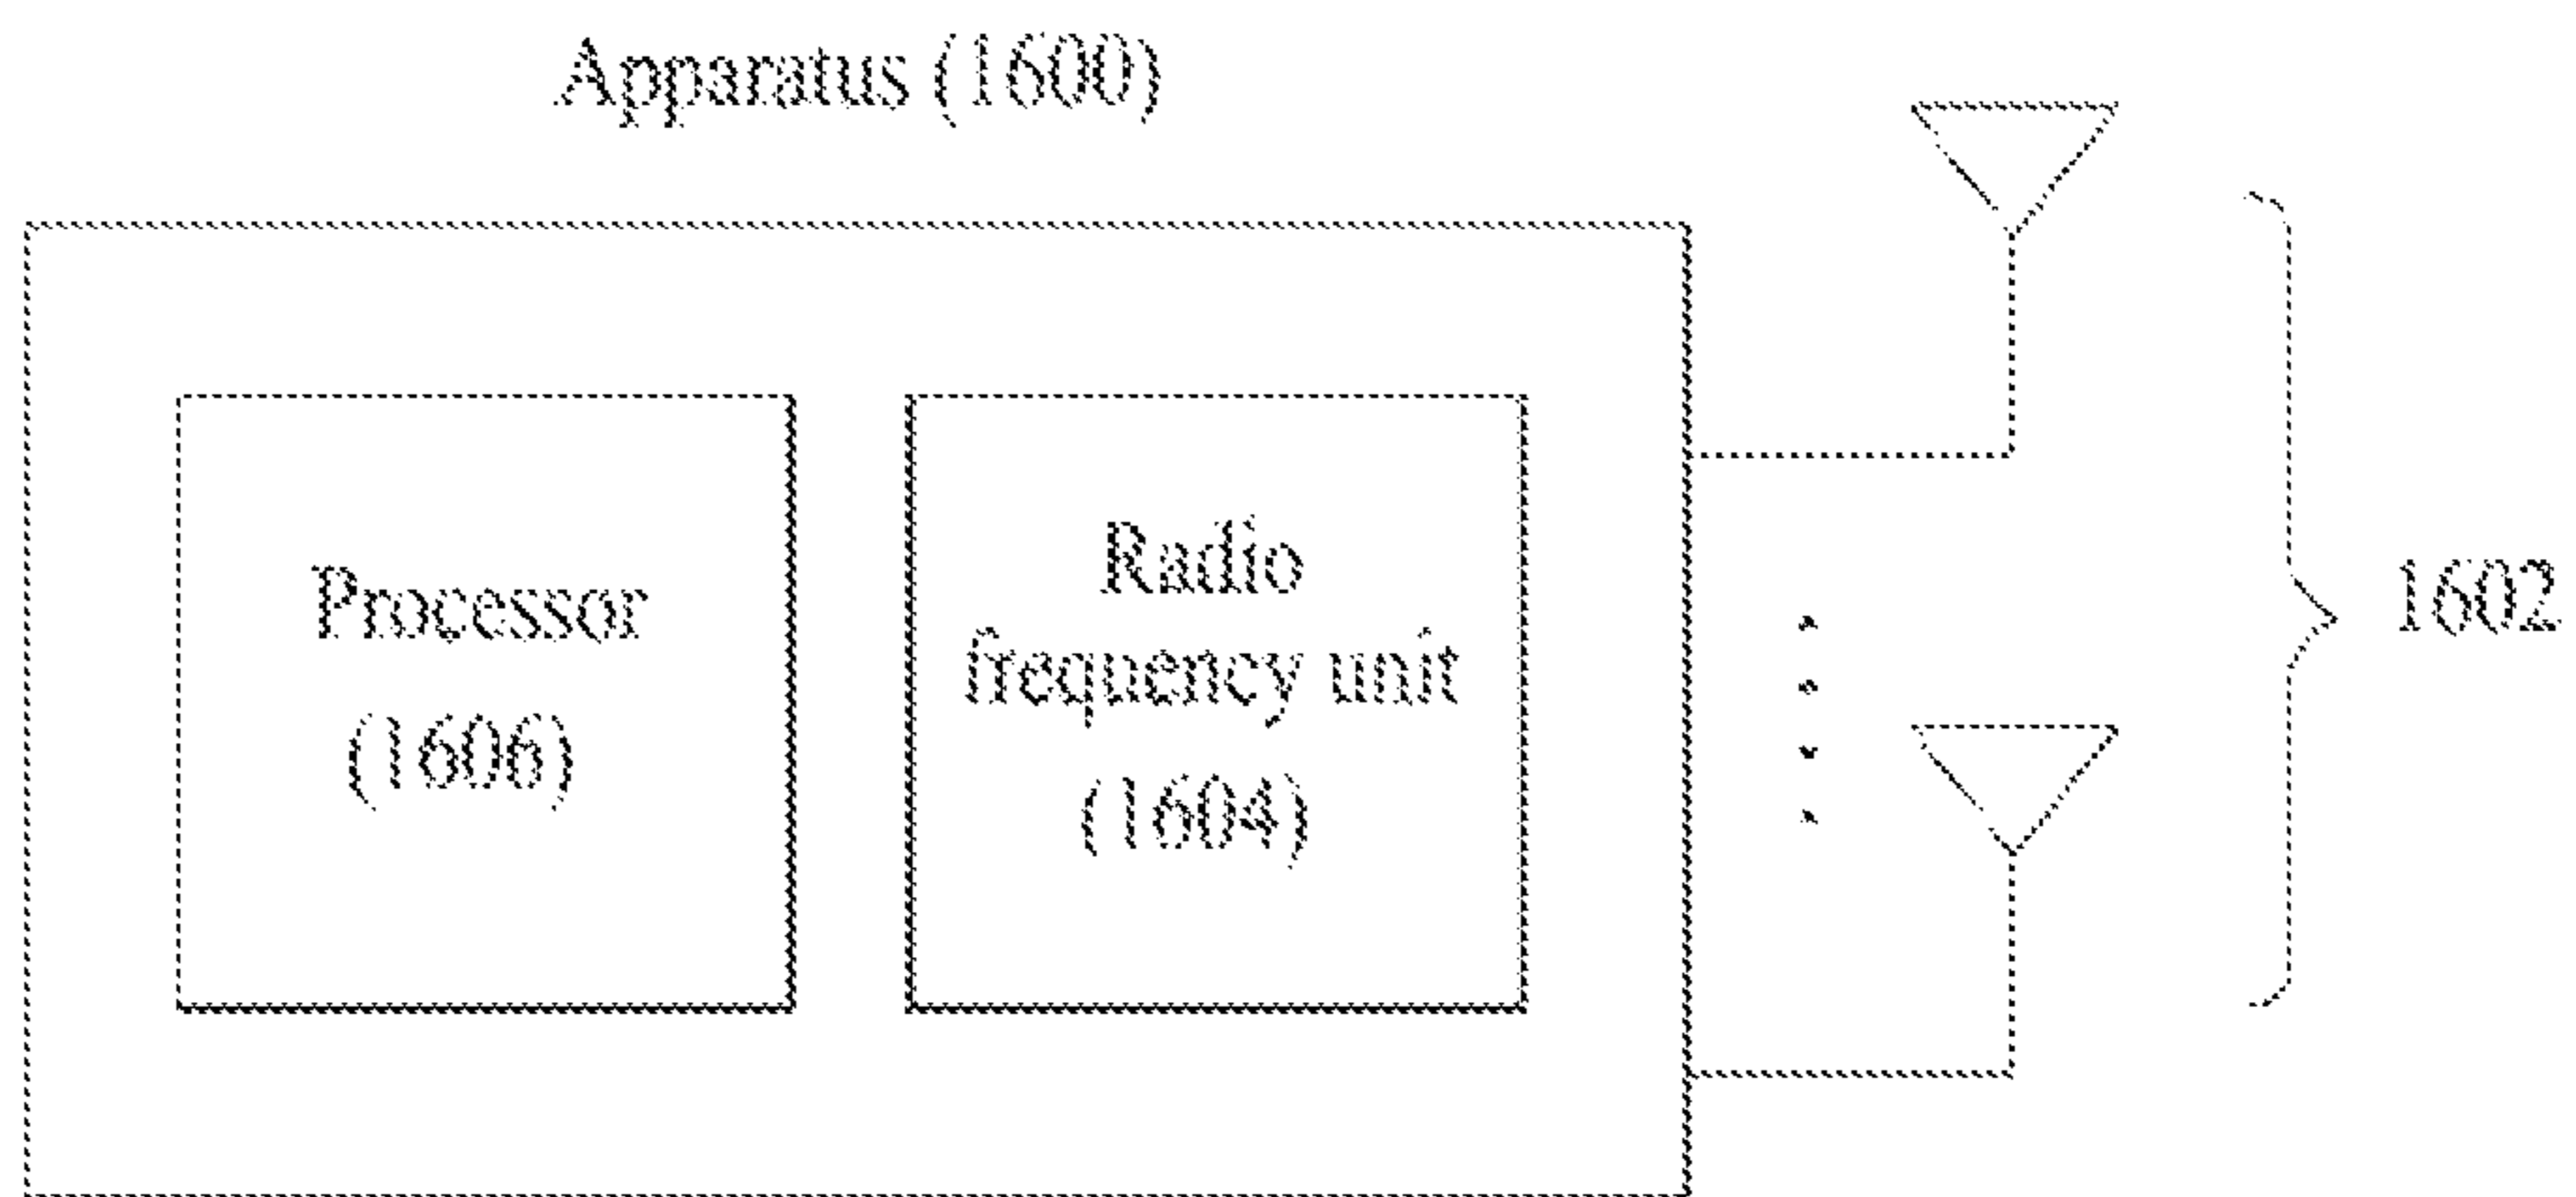 Apparatus (1600)
Processor
(1606)
Radio
frequency unit
(1604)
1602